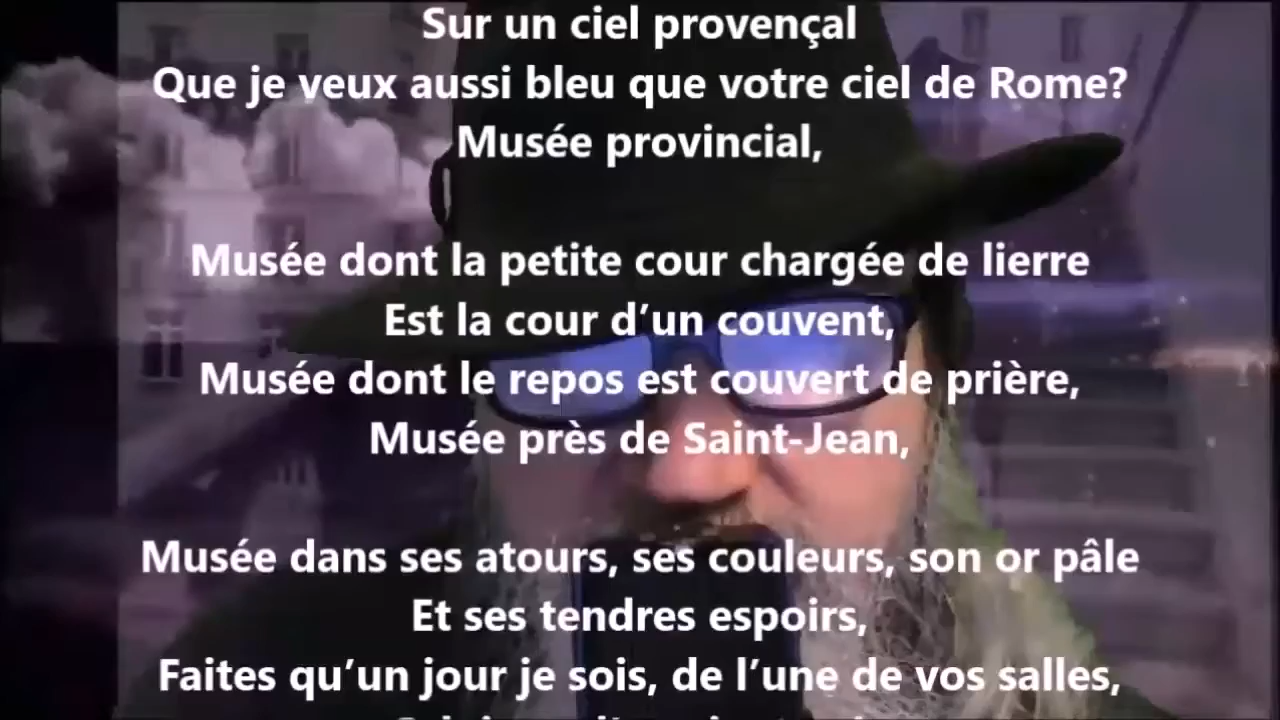 Sur un ciel provençal
Que je veux aussi bleu que votre ciel de Rome?
Musée provincial,
Musée dont la petite cour chargée de lierre
Est la cour d’un couvent,
Musée dont le repos est couvert de prière,
Musée près de Saint-Jean,
Musée dans ses atours, ses couleurs, son or pâle
Et ses tendres espoirs,
Faites qu’un jour je sois, de l’une de vos salles,